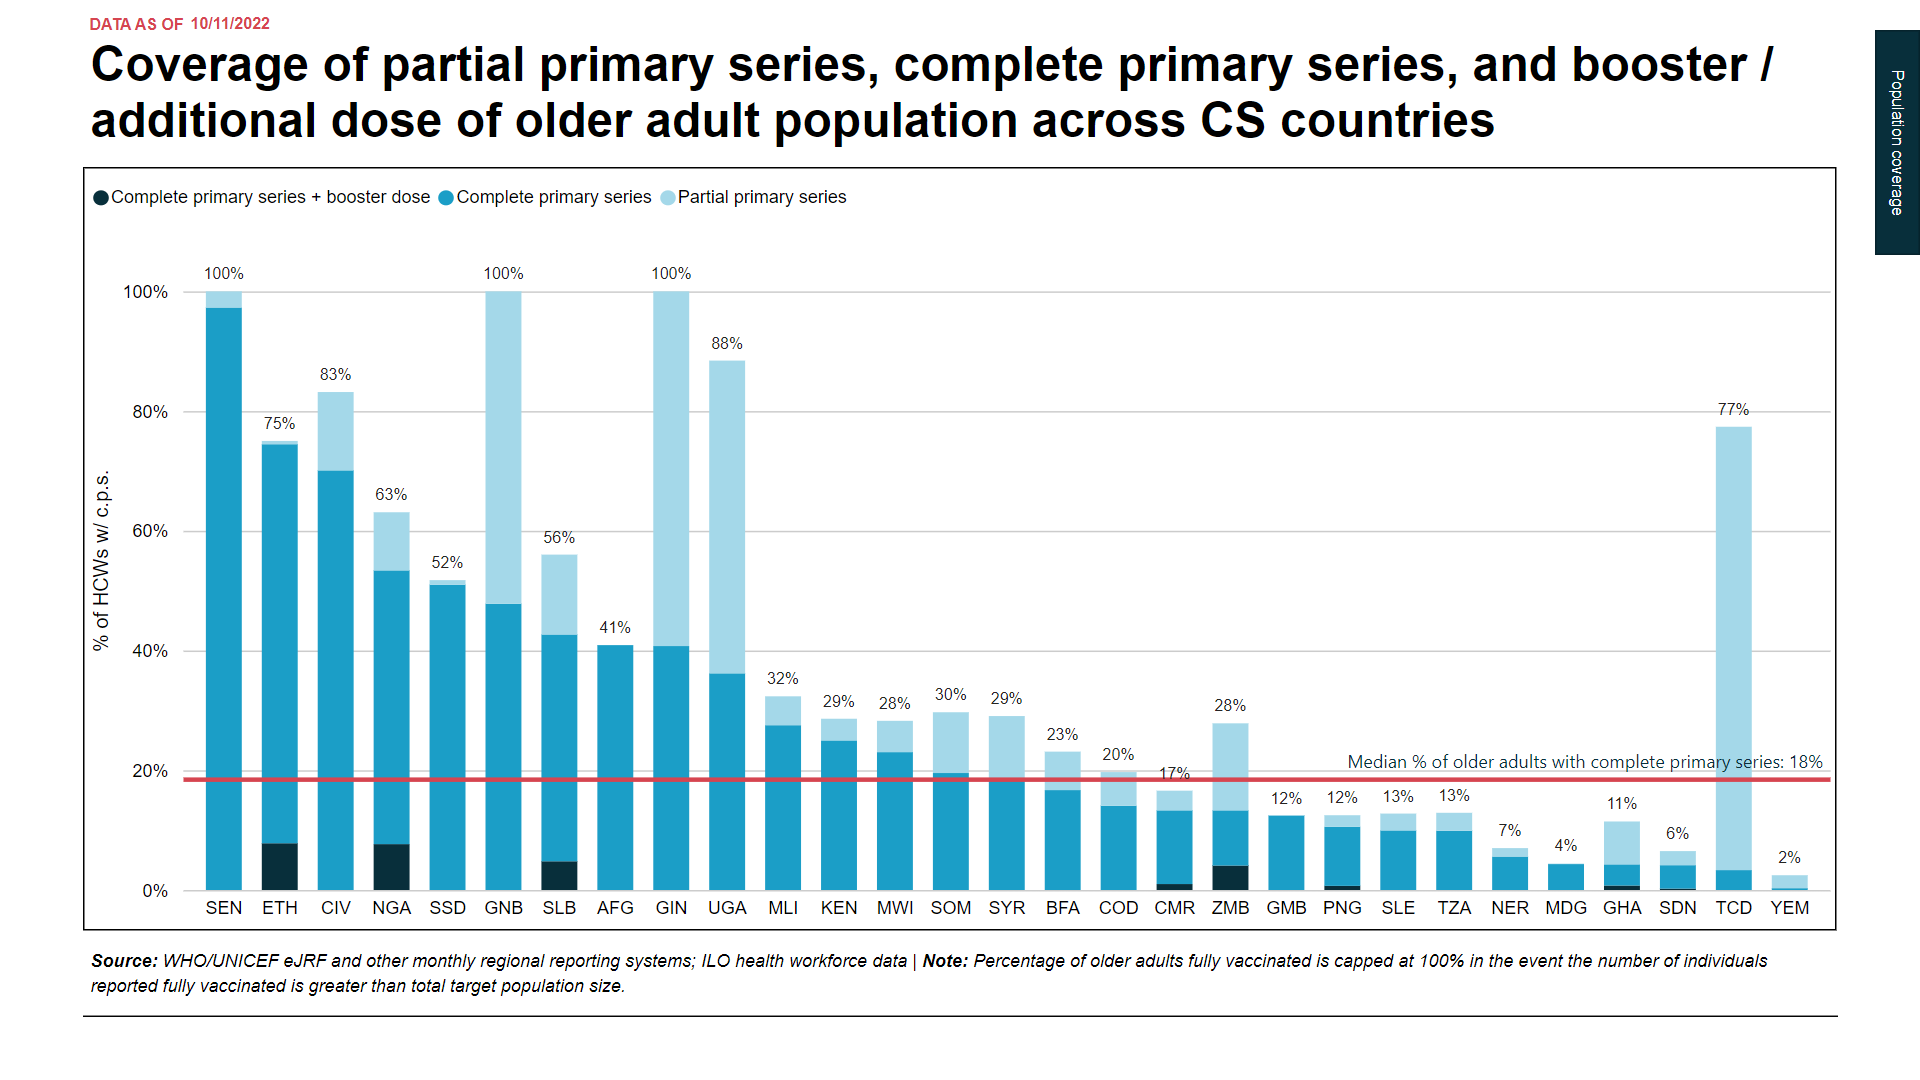 DATA AS OF 10/11/2022
Coverage of partial primary series, complete primary series, and booster /
additional dose of older adult population across CS countries
Population coverage
Complete primary series + booster dose Complete primary series Partial primary series
% of HCWs w/ c.p.s.
100%
80%
60%
40%
20%
0%
100% 75% 83% 63% 52% 100% 56% 41% 100% 88% 32% 29% 28% 30% 29% 23% 20% 17% 28% 12% 12% 13% 13% 7% 4% 11% 6% 77% 2%
Median % of older adults with complete primary series: 18%
SEN ETH CIV NGA SSD GNB SLB AFG GIN UGA MLI KEN MWI SOM SYR BFA COD CMR ZMB GMB PNG SLE TZA NER MDG GHA SDN TCD YEM
Source: WHO/UNICEF eJRF and other monthly regional reporting systems; ILO health workforce data | Note: Percentage of older adults fully vaccinated is capped at 100% in the event the number of individuals
reported fully vaccinated is greater than total target population size.